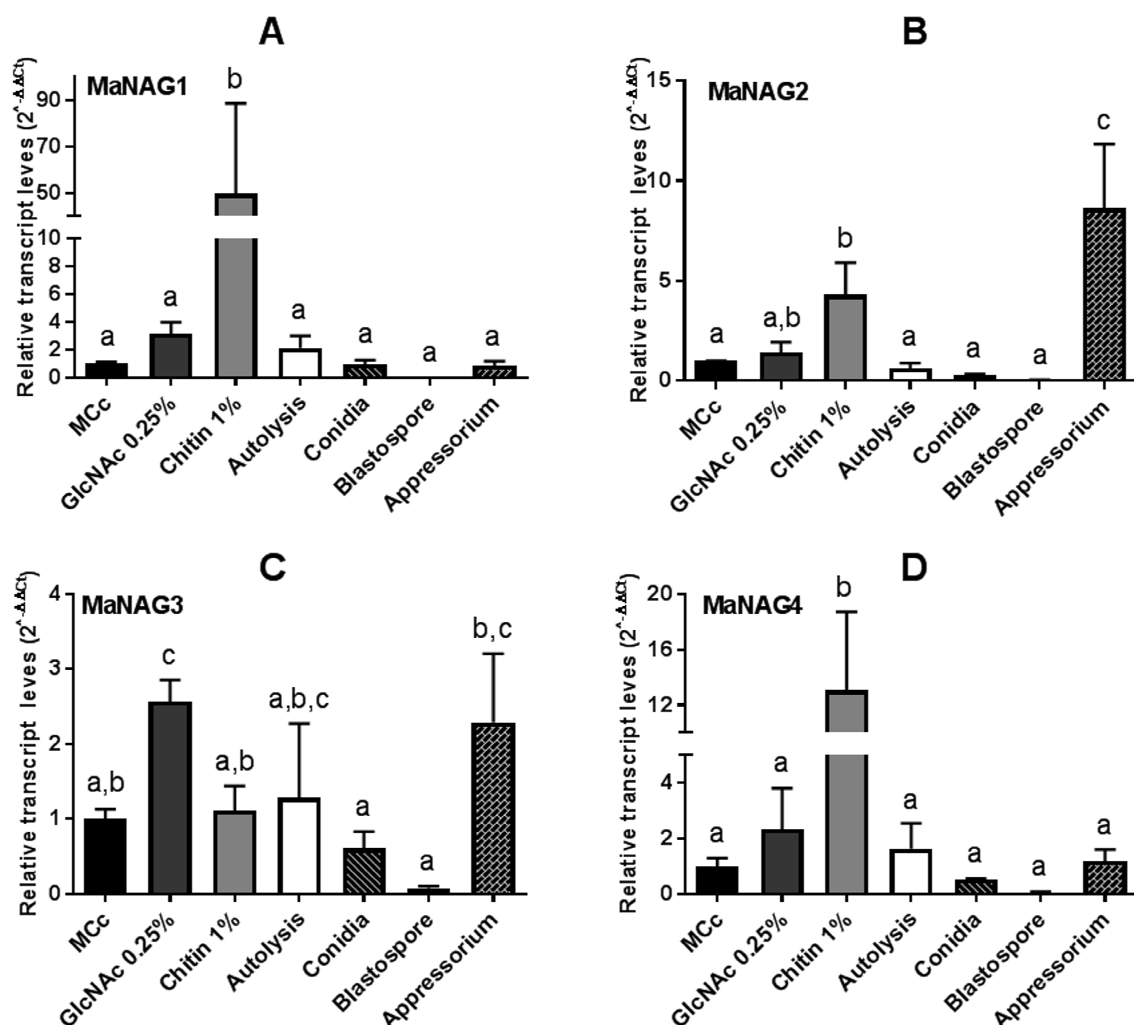 A
MaNAG1
Relative transcript leves (2^-ΔΔCt)
90
70
50
10
8
6
4
2
0
a
a
b
a
a
a
a
MCc
GlcNAc 0.25%
Chitin 1%
Autolysis
Conidia
Blastospore
Appressorium
B
MaNAG2
Relative transcript leves (2^-ΔΔCt)
15
10
5
0
a
a,b
b
a
a
a
c
MCc
GlcNAc 0.25%
Chitin 1%
Autolysis
Conidia
Blastospore
Appressorium
C
MaNAG3
Relative transcript leves (2^-ΔΔCt)
4
3
2
1
0
a,b
c
a,b
a,b,c
a
a
b,c
MCc
GlcNAc 0.25%
Chitin 1%
Autolysis
Conidia
Blastospore
Appressorium
D
MaNAG4
Relative transcript leves (2^-ΔΔCt)
20
16
13
4
2
0
a
a
b
a
a
a
a
MCc
GlcNAc 0.25%
Chitin 1%
Autolysis
Conidia
Blastospore
Appressorium